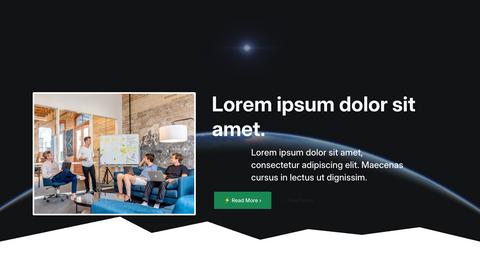 Lorem ipsum dolor sit
amet.
Lorem ipsum dolor sit amet,
consectetur adipiscing elit. Maecenas
cursus in lectus ut dignissim.
⚡ Read More ›